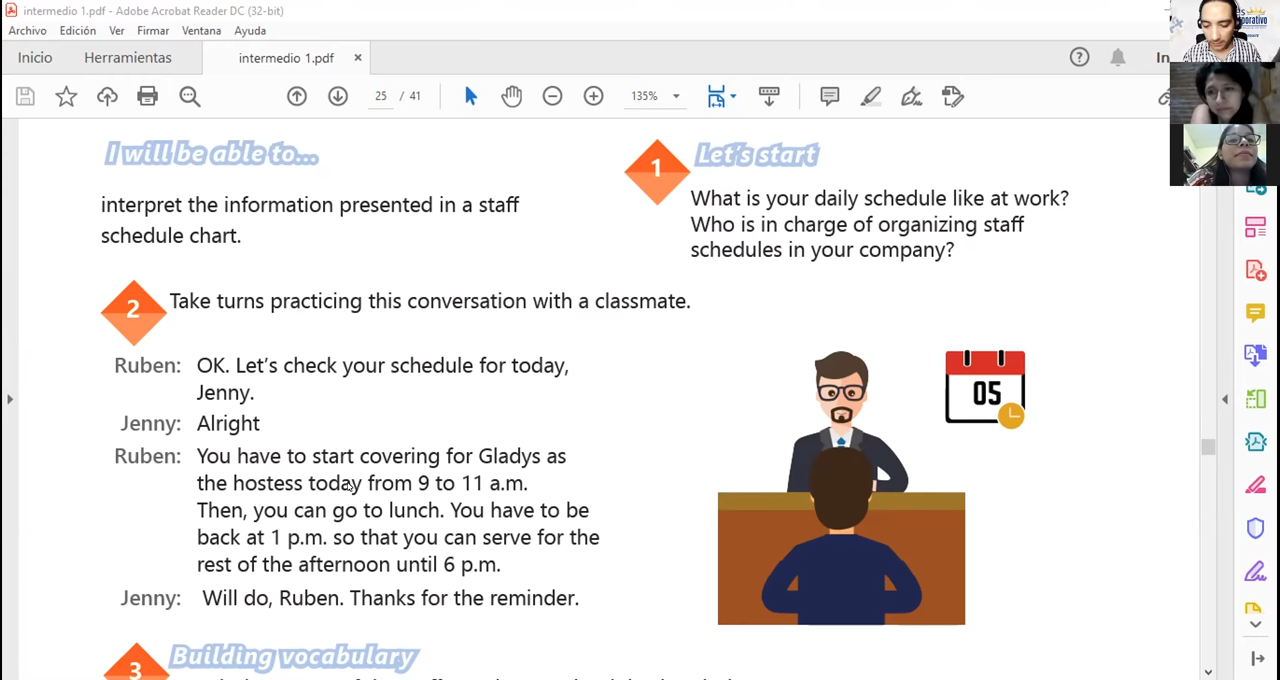 intermedio 1.pdf - Adobe Acrobat Reader DC (32-bit)
Archivo Edición Ver Firmar Ventana Ayuda
Inicio Herramientas intermedio 1.pdf × In
25 / 41 135%
I will be able to...
interpret the information presented in a staff
schedule chart.
1 Let's start
What is your daily schedule like at work?
Who is in charge of organizing staff
schedules in your company?
2 Take turns practicing this conversation with a classmate.
Ruben: OK. Let's check your schedule for today,
Jenny.
Jenny: Alright
Ruben: You have to start covering for Gladys as
the hostess today from 9 to 11 a.m.
Then, you can go to lunch. You have to be
back at 1 p.m. so that you can serve for the
rest of the afternoon until 6 p.m.
Jenny: Will do, Ruben. Thanks for the reminder.
05
3 Building vocabulary